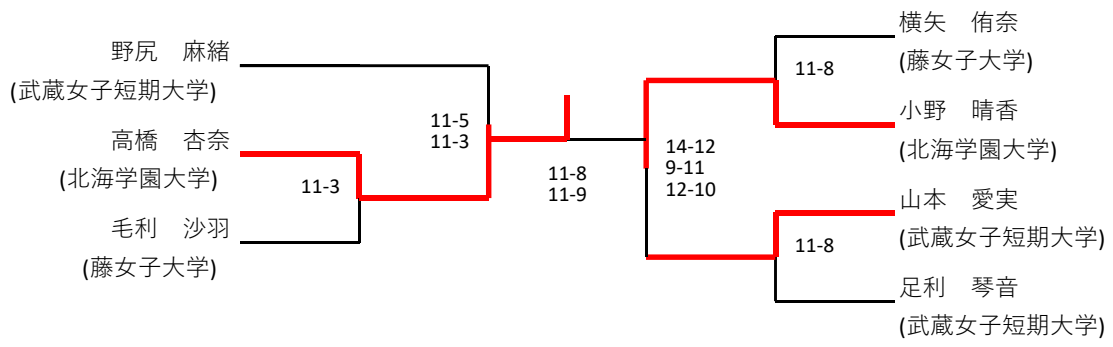 野尻　麻緒
(武蔵女子短期大学)
高橋　杏奈
(北海学園大学)
毛利　沙羽
(藤女子大学)
11-3
11-5
11-3
11-8
11-9
14-12
9-11
12-10
11-8
11-8
横矢　侑奈
(藤女子大学)
小野　晴香
(北海学園大学)
山本　愛実
(武蔵女子短期大学)
足利　琴音
(武蔵女子短期大学)